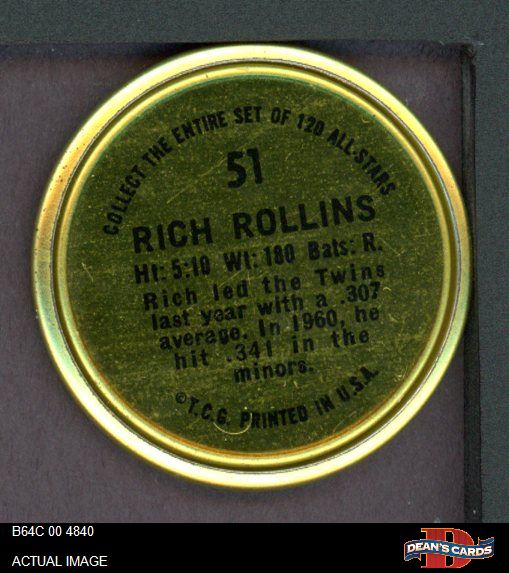 COLLECT THE ENTIRE SET OF 120 ALL-STARS
51
RICH ROLLINS
Ht: 5:10 Wt: 180 Bats: R.
Rich led the Twins
last year with a .307
average. In 1960, he
hit .341 in the
minors.
© T.C.G. PRINTED IN U.S.A.
B64C 00 4840
ACTUAL IMAGE
D
DEAN'S CARDS